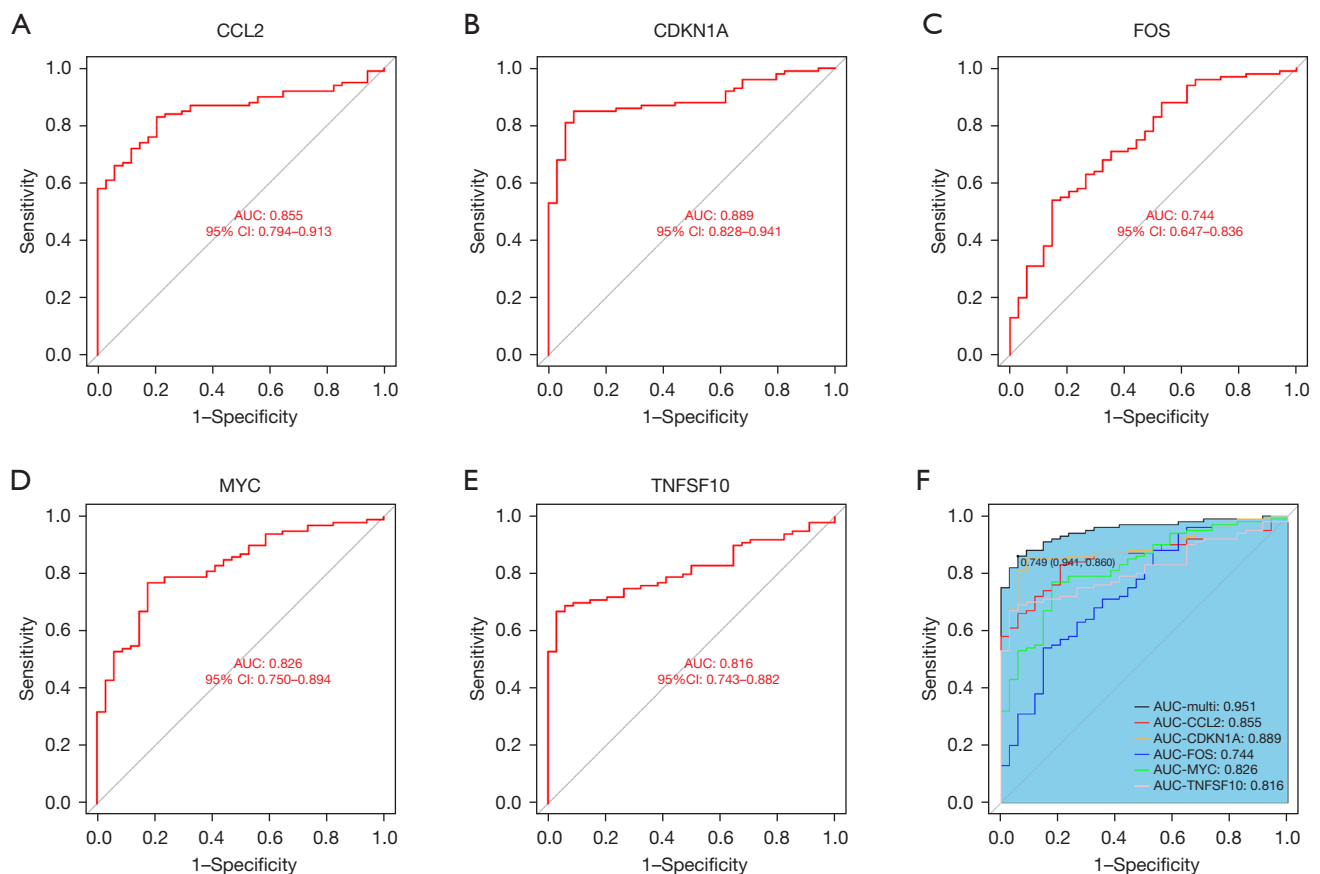 A
CCL2
1.0
0.8
0.6
0.4
0.2
0.0
Sensitivity
AUC: 0.855
95% CI: 0.794–0.913
0.0 0.2 0.4 0.6 0.8 1.0
1–Specificity
B
CDKN1A
1.0
0.8
0.6
0.4
0.2
0.0
Sensitivity
AUC: 0.889
95% CI: 0.828–0.941
0.0 0.2 0.4 0.6 0.8 1.0
1–Specificity
C
FOS
1.0
0.8
0.6
0.4
0.2
0.0
Sensitivity
AUC: 0.744
95% CI: 0.647–0.836
0.0 0.2 0.4 0.6 0.8 1.0
1–Specificity
D
MYC
1.0
0.8
0.6
0.4
0.2
0.0
Sensitivity
AUC: 0.826
95% CI: 0.750–0.894
0.0 0.2 0.4 0.6 0.8 1.0
1–Specificity
E
TNFSF10
1.0
0.8
0.6
0.4
0.2
0.0
Sensitivity
AUC: 0.816
95%CI: 0.743–0.882
0.0 0.2 0.4 0.6 0.8 1.0
1–Specificity
F
1.0
0.8
0.6
0.4
0.2
0.0
Sensitivity
0.749 (0.941, 0.860)
AUC-multi: 0.951
AUC-CCL2: 0.855
AUC-CDKN1A: 0.889
AUC-FOS: 0.744
AUC-MYC: 0.826
AUC-TNFSF10: 0.816
0.0 0.2 0.4 0.6 0.8 1.0
1–Specificity